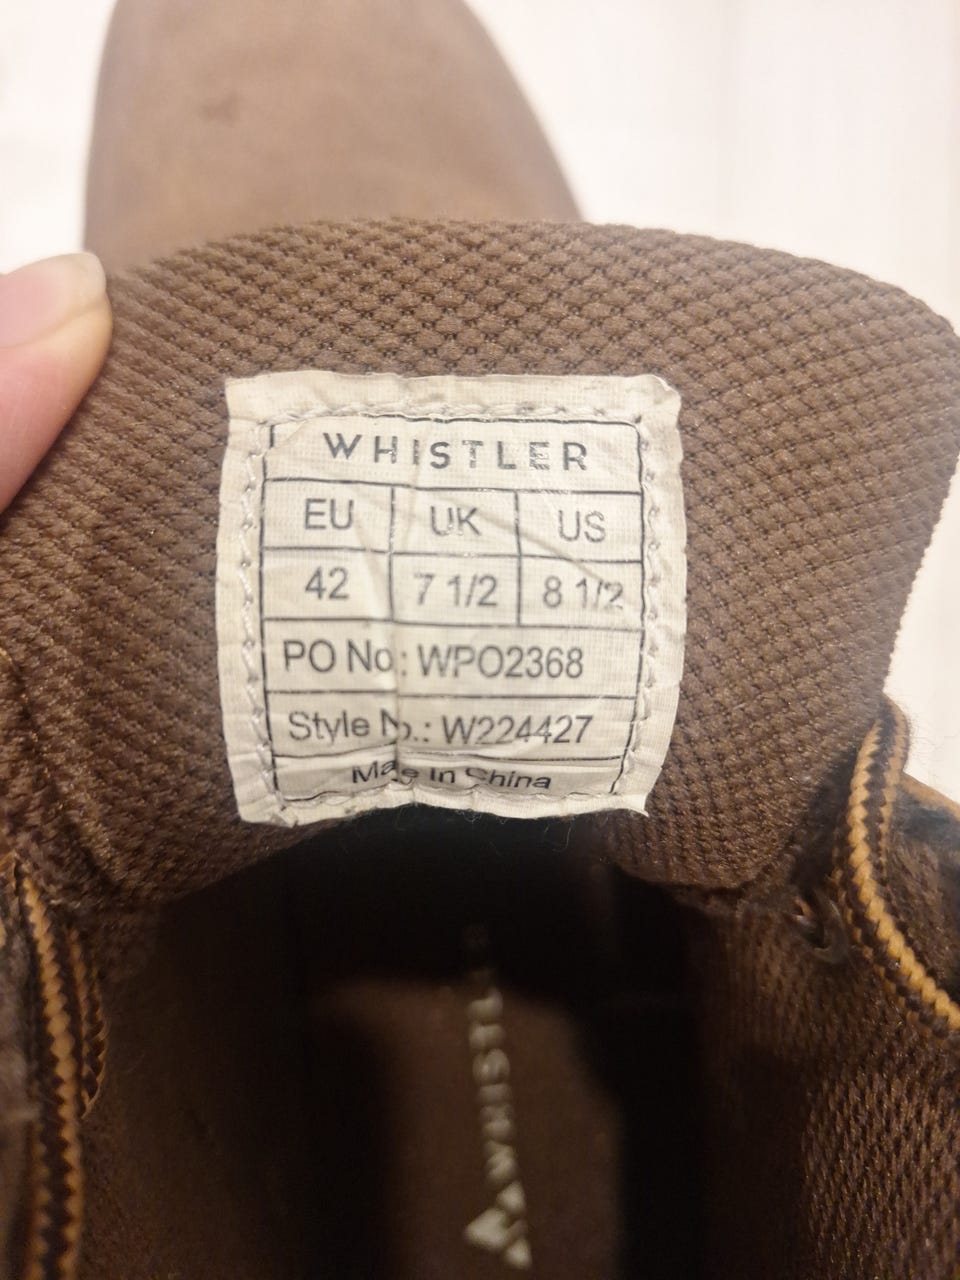 WHISTLER
EU UK US
42 7 1/2 8 1/2
PO No.: WPO2368
Style No.: W224427
Made In China
WHISTLER